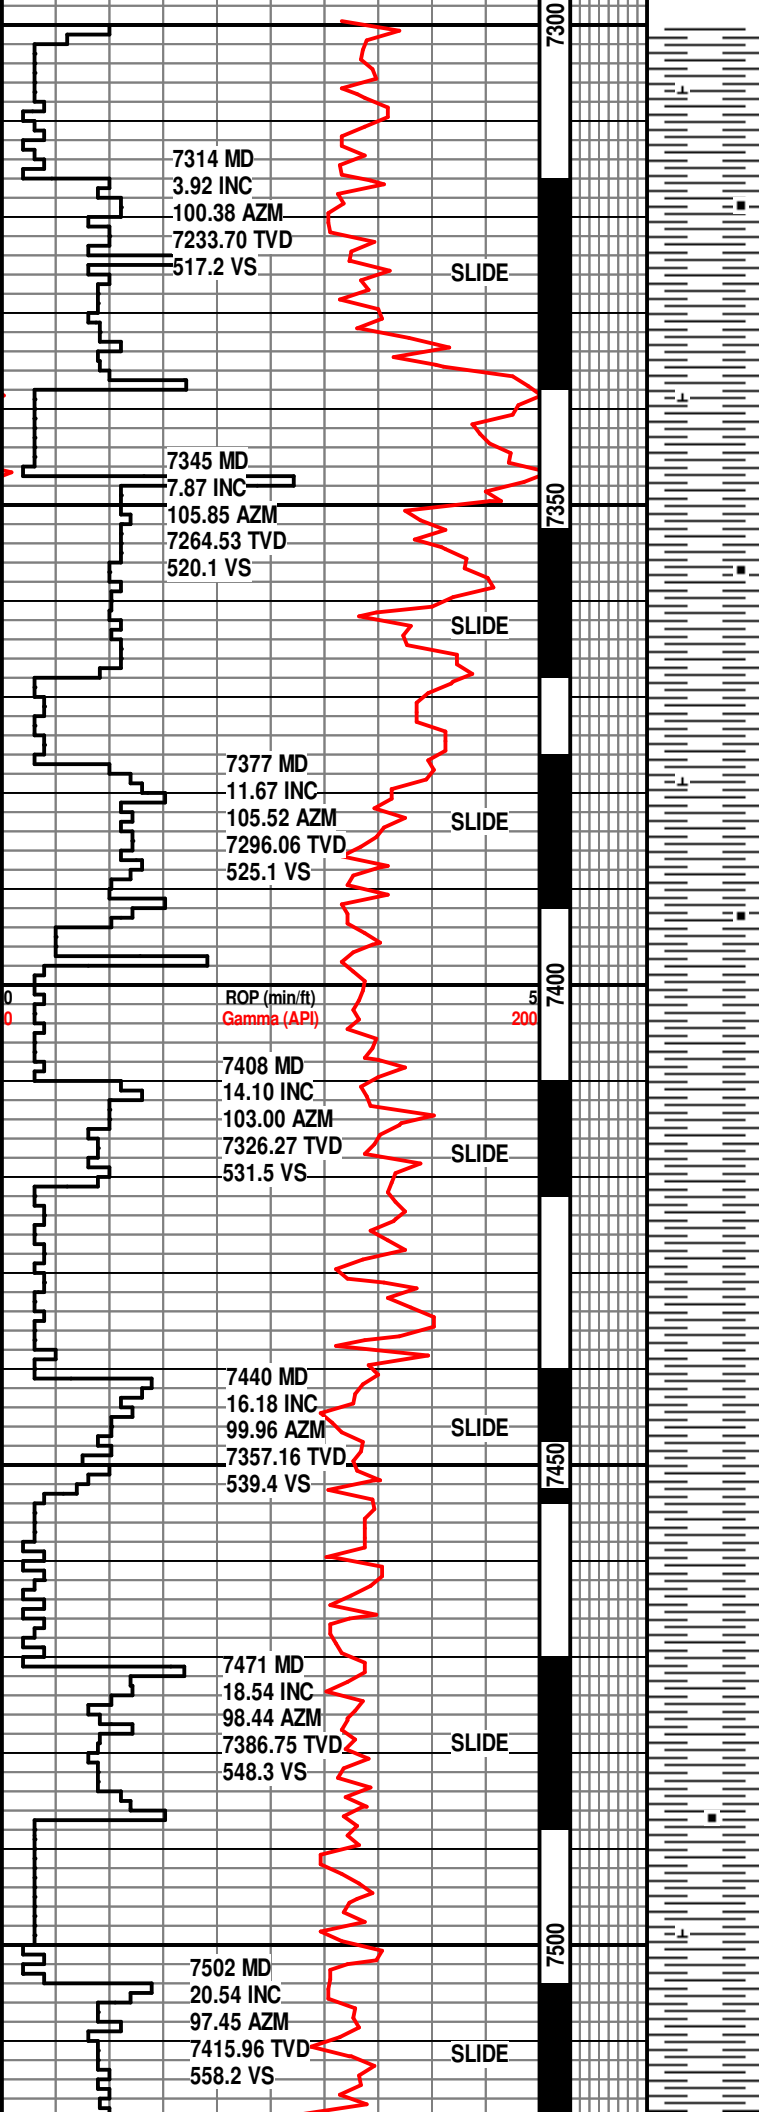 7300
7314 MD
3.92 INC
100.38 AZM
7233.70 TVD
517.2 VS
SLIDE
7345 MD
7.87 INC
105.85 AZM
7264.53 TVD
520.1 VS
7350
SLIDE
7377 MD
11.67 INC
105.52 AZM
7296.06 TVD
525.1 VS
SLIDE
7400
0 ROP (min/ft) 5
0 Gamma (API) 200
7408 MD
14.10 INC
103.00 AZM
7326.27 TVD
531.5 VS
SLIDE
7440 MD
16.18 INC
99.96 AZM
7357.16 TVD
539.4 VS
SLIDE
7450
7471 MD
18.54 INC
98.44 AZM
7386.75 TVD
548.3 VS
SLIDE
7500
7502 MD
20.54 INC
97.45 AZM
7415.96 TVD
558.2 VS
SLIDE